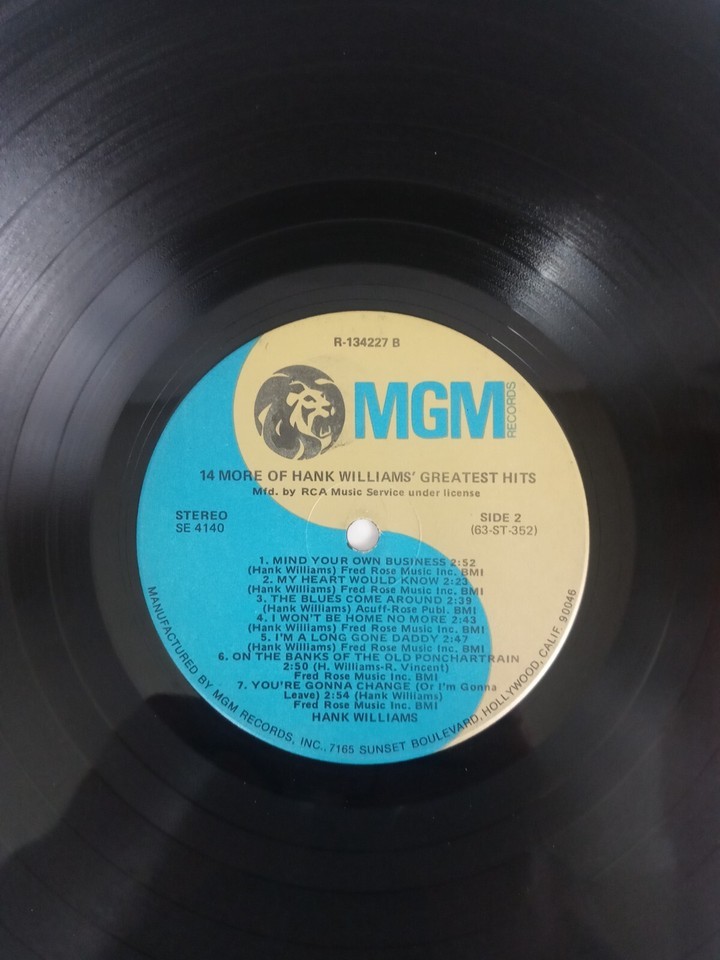 R-134227 B
MGM RECORDS
14 MORE OF HANK WILLIAMS' GREATEST HITS
Mfd. by RCA Music Service under license
STEREO
SE 4140
SIDE 2
(63-ST-352)
1. MIND YOUR OWN BUSINESS 2:52
(Hank Williams) Fred Rose Music Inc. BMI
2. MY HEART WOULD KNOW 2:23
(Hank Williams) Fred Rose Music Inc. BMI
3. THE BLUES COME AROUND 2:39
(Hank Williams) Acuff-Rose Publ. BMI
4. I WON'T BE HOME NO MORE 2:43
(Hank Williams) Fred Rose Music Inc. BMI
5. I'M A LONG GONE DADDY 2:47
(Hank Williams) Fred Rose Music Inc. BMI
6. ON THE BANKS OF THE OLD PONCHARTRAIN
2:50 (H. Williams-R. Vincent)
Fred Rose Music Inc. BMI
7. YOU'RE GONNA CHANGE (Or I'm Gonna
Leave) 2:54 (Hank Williams)
Fred Rose Music Inc. BMI
HANK WILLIAMS
MANUFACTURED BY MGM RECORDS, INC., 7165 SUNSET BOULEVARD, HOLLYWOOD, CALIF. 90046